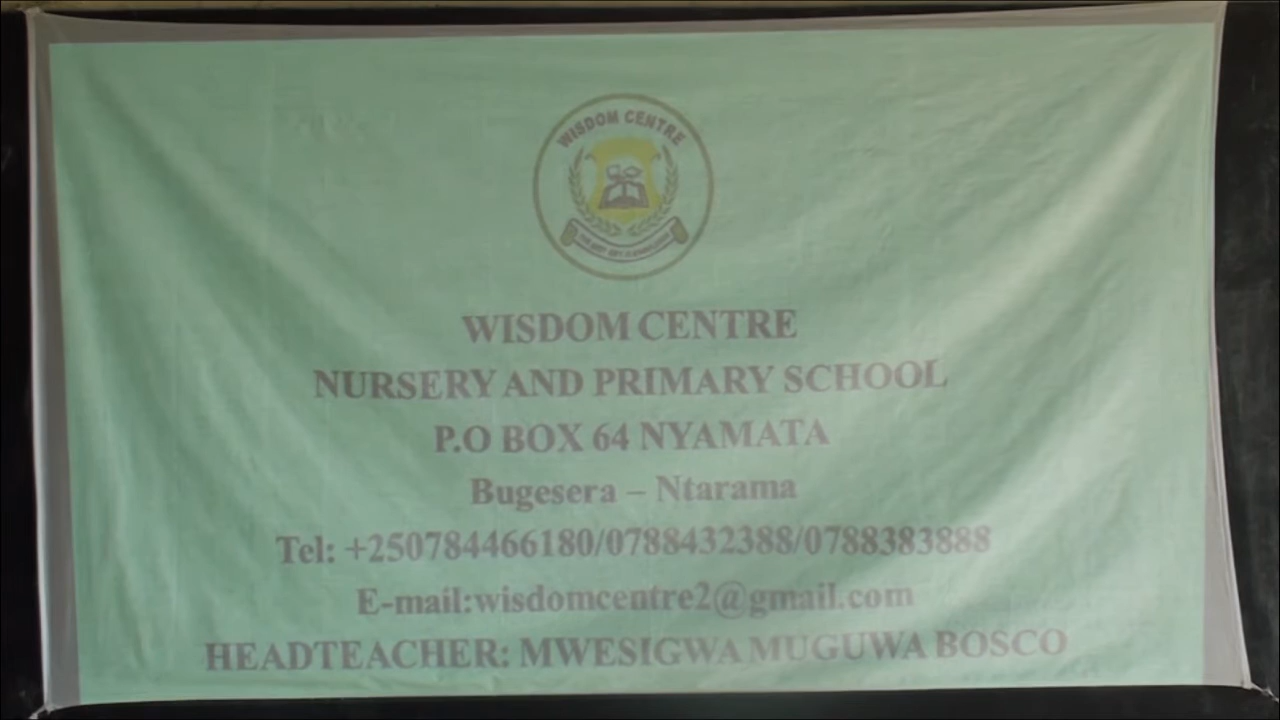 WISDOM CENTRE
WISDOM CENTRE
NURSERY AND PRIMARY SCHOOL
P.O BOX 64 NYAMATA
Bugesera – Ntarama
Tel: +250784466180/0788432388/0788383888
E-mail:wisdomcentre2@gmail.com
HEADTEACHER: MWESIGWA MUGUWA BOSCO